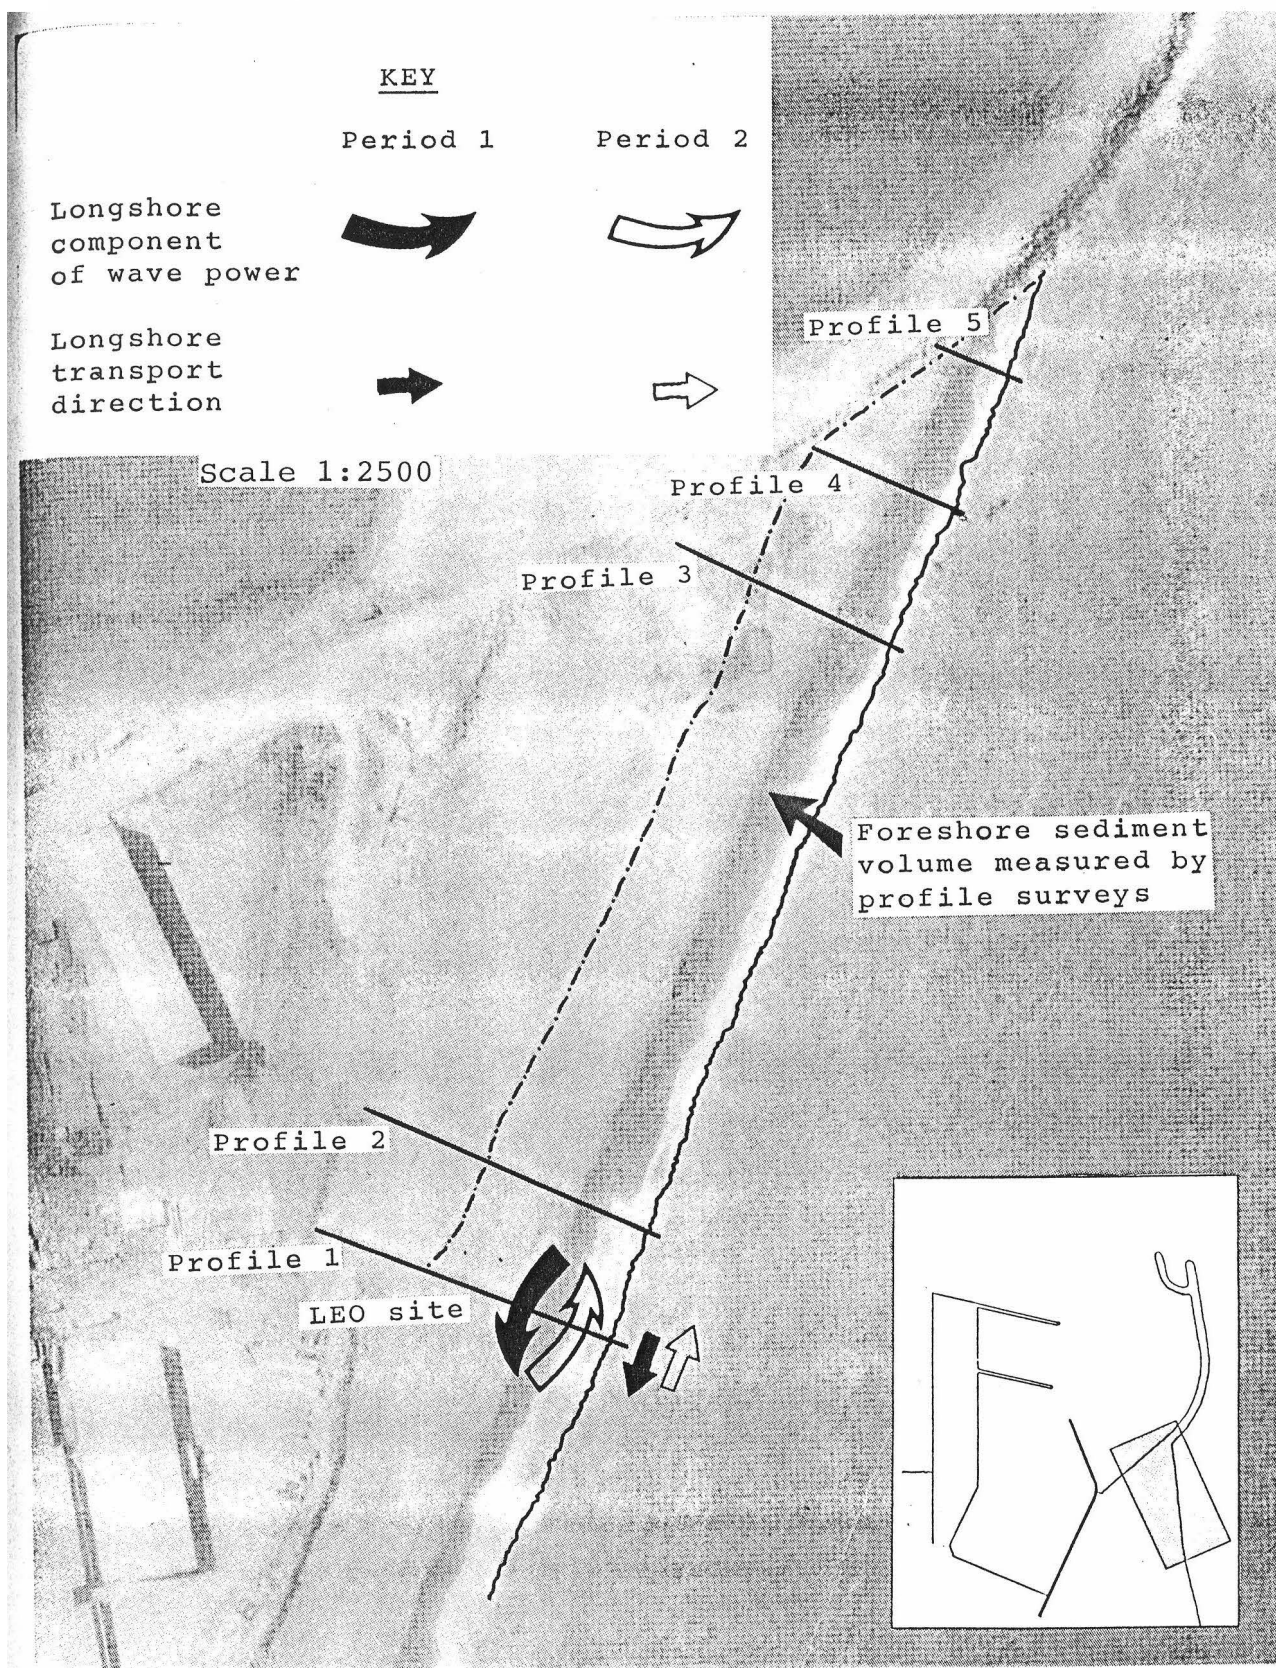 KEY
Period 1
Period 2
Longshore
component
of wave power
Longshore
transport
direction
Scale 1:2500
Profile 5
Profile 4
Profile 3
Foreshore sediment
volume measured by
profile surveys
Profile 2
Profile 1
LEO site